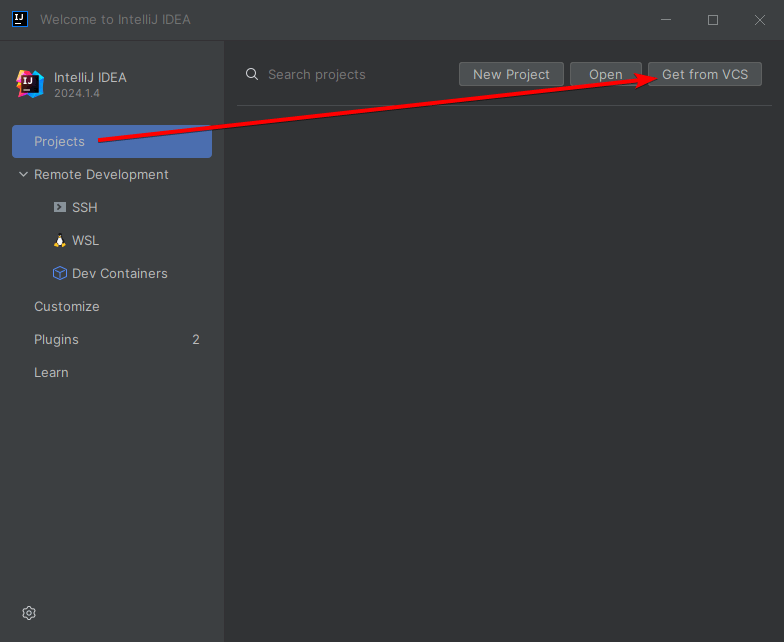 Welcome to IntelliJ IDEA
IntelliJ IDEA
2024.1.4
Search projects
New Project
Open
Get from VCS
Projects
Remote Development
SSH
WSL
Dev Containers
Customize
Plugins 2
Learn